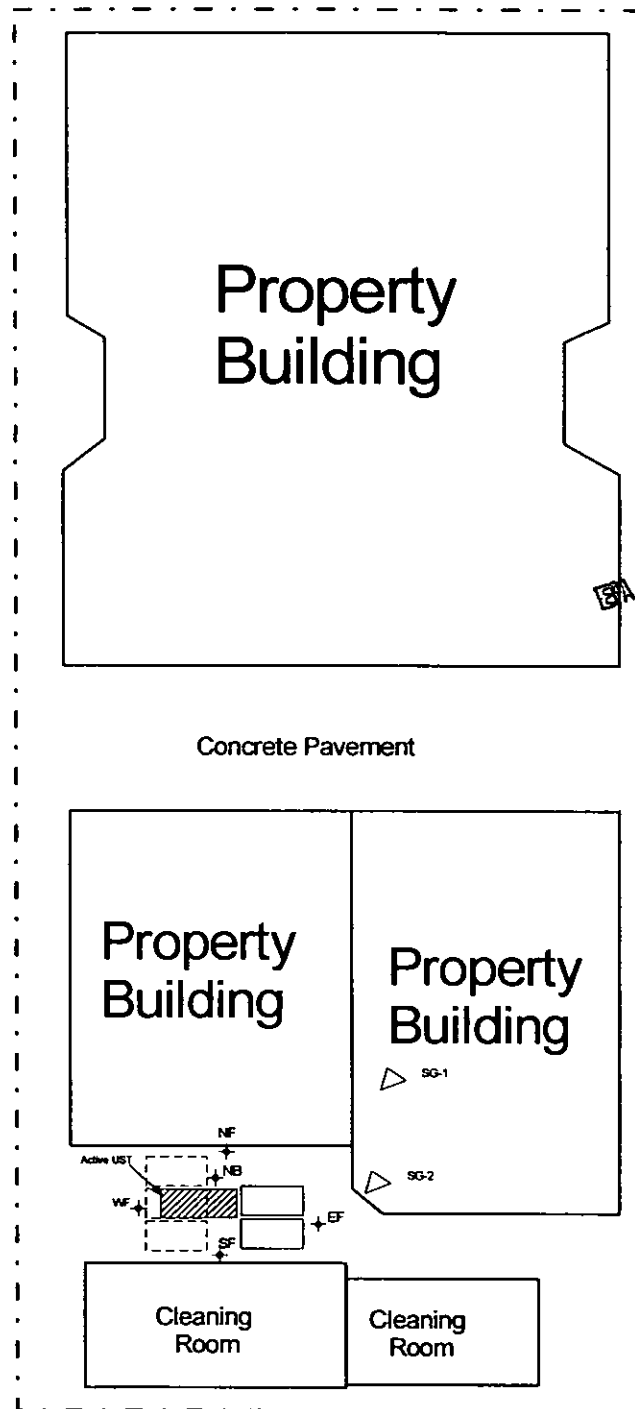 Property
Building
Concrete Pavement
Property
Building
Property
Building
SG-1
NF
Active UST
NB
SG-2
WF
EF
SF
Cleaning
Room
Cleaning
Room